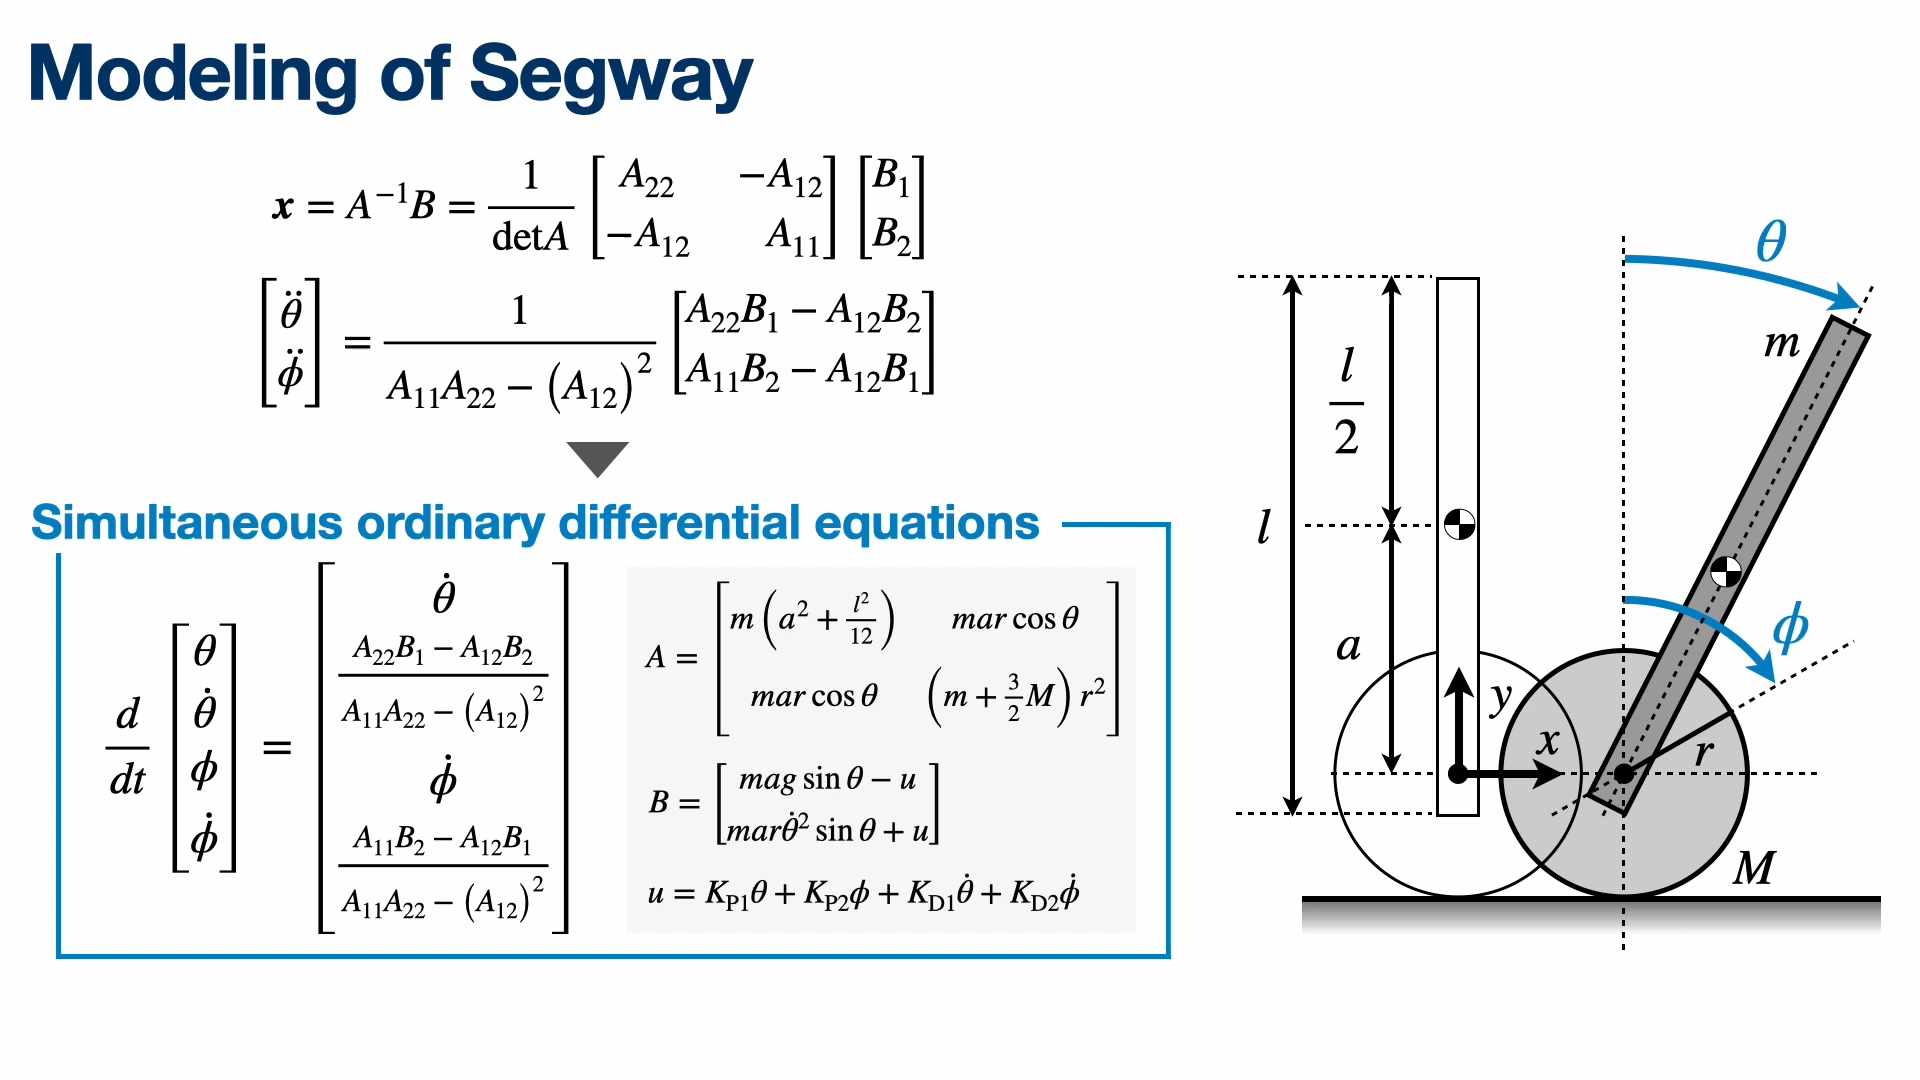 Modeling of Segway
𝒙 = A⁻¹B = 1/detA [A₂₂ −A₁₂; −A₁₂ A₁₁] [B₁; B₂]
[θ̈; ϕ̈] = 1/(A₁₁A₂₂ − (A₁₂)²) [A₂₂B₁ − A₁₂B₂; A₁₁B₂ − A₁₂B₁]
Simultaneous ordinary differential equations
d/dt [θ; θ̇; ϕ; ϕ̇] = [θ̇; (A₂₂B₁ − A₁₂B₂)/(A₁₁A₂₂ − (A₁₂)²); ϕ̇; (A₁₁B₂ − A₁₂B₁)/(A₁₁A₂₂ − (A₁₂)²)]
A = [m(a² + l²/12) mar cos θ; mar cos θ (m + 3/2 M) r²]
B = [mag sin θ − u; marθ̇² sin θ + u]
u = K_P1θ + K_P2ϕ + K_D1θ̇ + K_D2ϕ̇
θ
m
l/2
l
ϕ
a
y
x
r
M